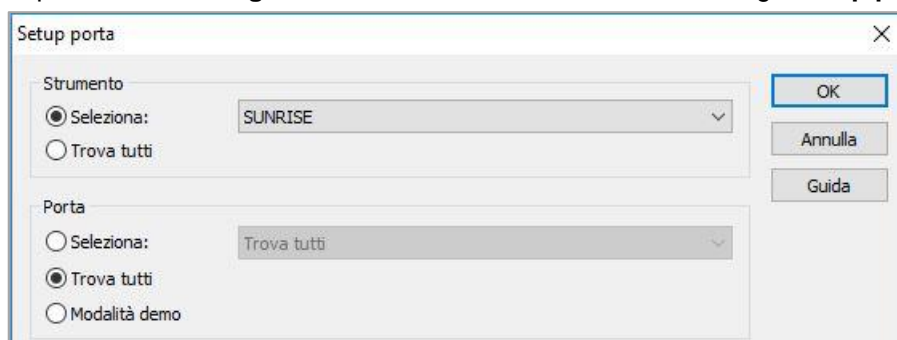 Setup porta
Strumento
Seleziona: SUNRISE
Trova tutti
OK
Annulla
Guida
Porta
Seleziona: Trova tutti
Trova tutti
Modalità demo